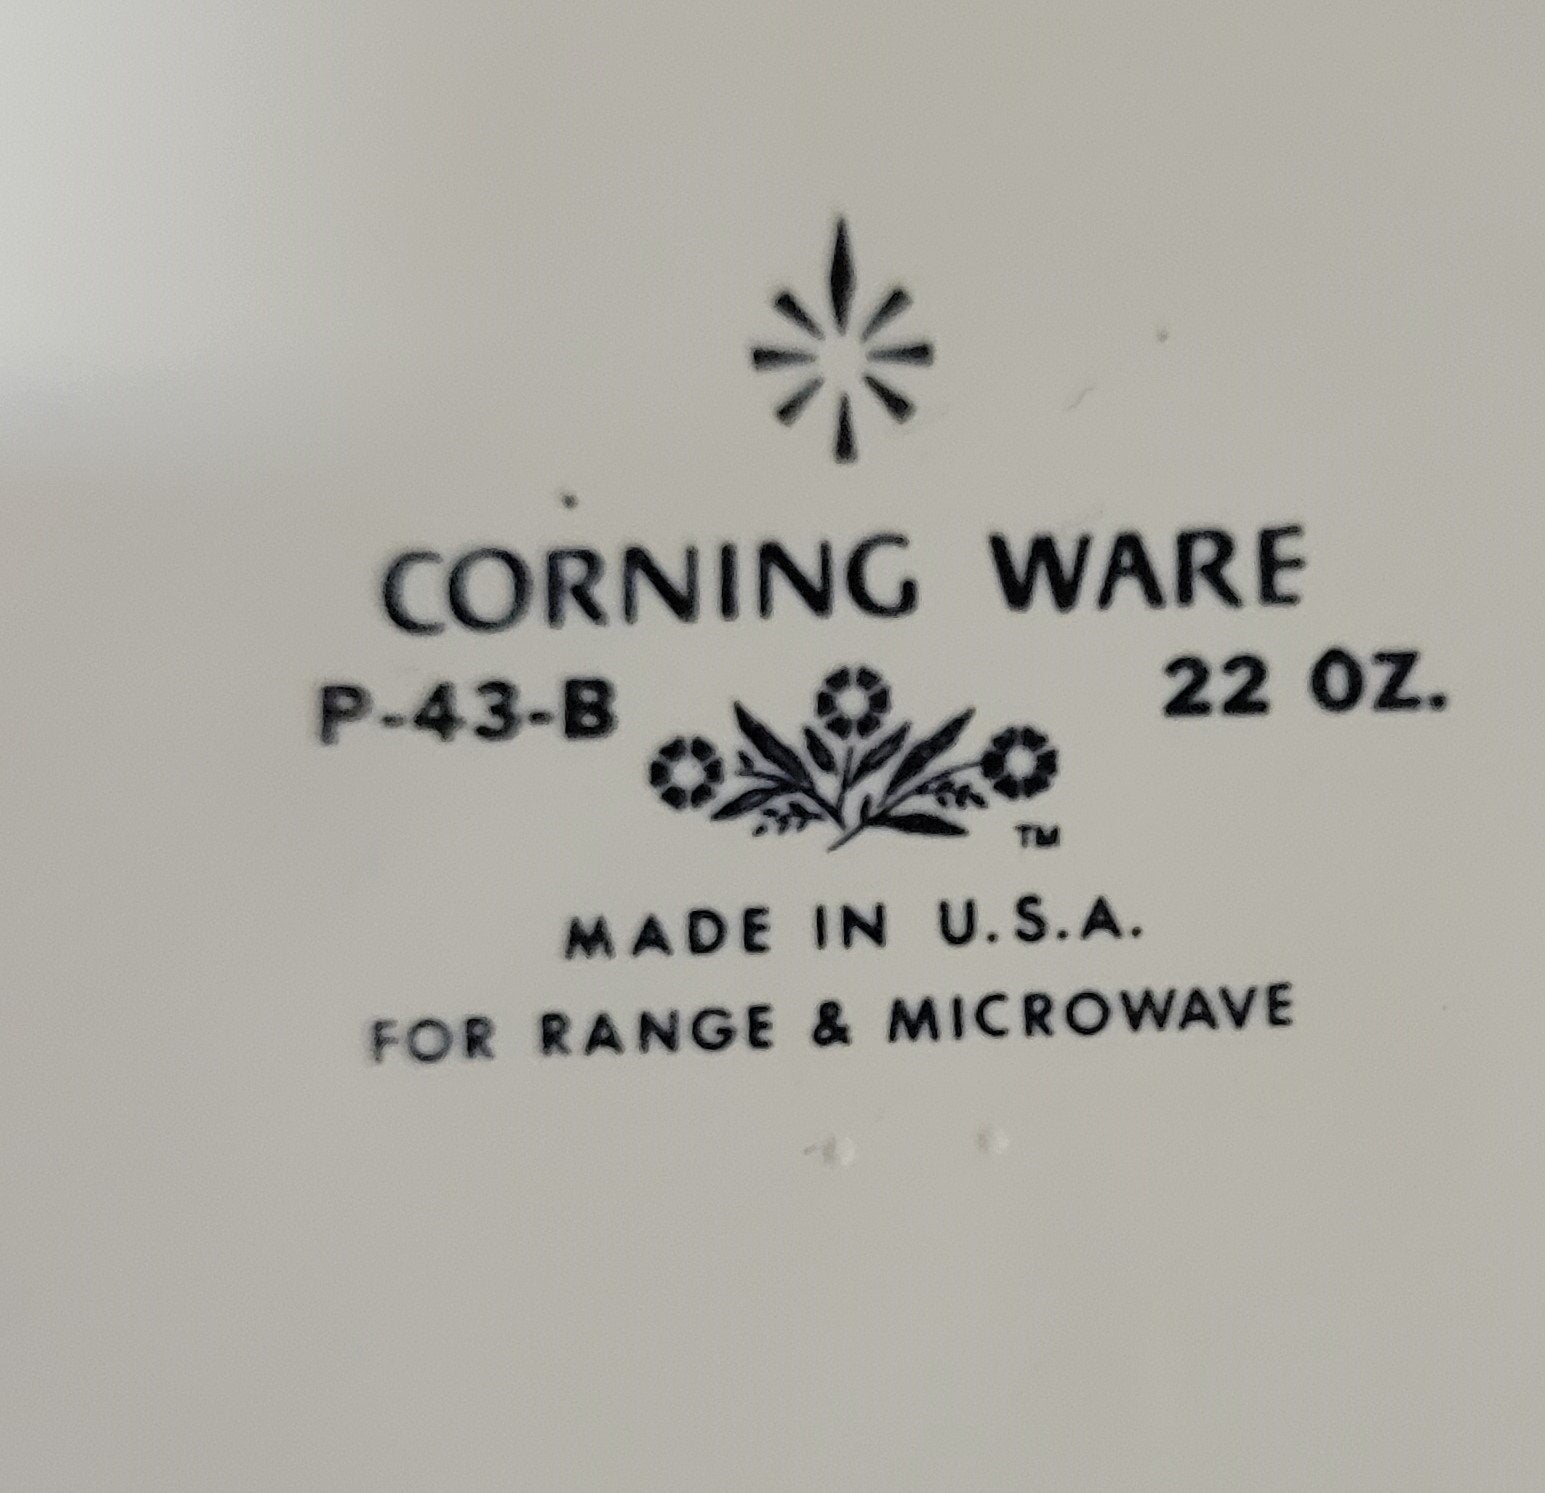 CORNING WARE
P-43-B 22 OZ.
TM
MADE IN U.S.A.
FOR RANGE & MICROWAVE